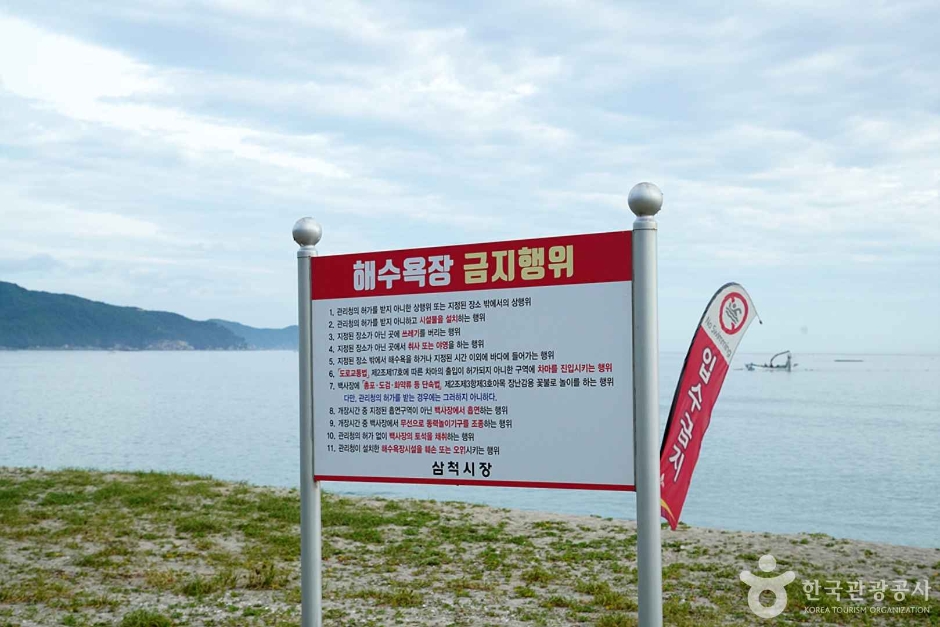 해수욕장 금지행위
1. 관리청의 허가를 받지 아니한 상행위 또는 지정된 장소 밖에서의 상행위
2. 관리청의 허가를 받지 아니하고 시설물을 설치하는 행위
3. 지정된 장소가 아닌 곳에 쓰레기를 버리는 행위
4. 지정된 장소가 아닌 곳에서 취사 또는 야영을 하는 행위
5. 지정된 장소 밖에서 해수욕을 하거나 지정된 시간 이외에 바다에 들어가는 행위
6. 「도로교통법」 제2조제17호에 따른 차마의 출입이 허가되지 아니한 구역에 차마를 진입시키는 행위
7. 백사장에 「총포·도검·화약류 등 단속법」 제2조제3항제3호아목 장난감용 꽃불로 놀이를 하는 행위
다만, 관리청의 허가를 받는 경우에는 그러하지 아니하다.
8. 개장시간 중 지정된 흡연구역이 아닌 백사장에서 흡연하는 행위
9. 개장시간 중 백사장에서 무선으로 동력놀이기구를 조종하는 행위
10. 관리청의 허가 없이 백사장의 토석을 채취하는 행위
11. 관리청이 설치한 해수욕장시설을 훼손 또는 오위시키는 행위
삼척시장
No Swimming
입수금지
한국관광공사
KOREA TOURISM ORGANIZATION